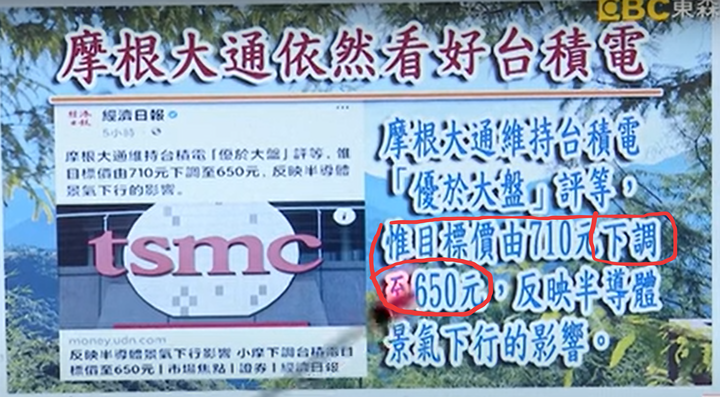 EBC東森
摩根大通依然看好台積電
經濟日報
經濟日報
5小時
摩根大通維持台積電「優於大盤」評等，惟
目標價由710元下調至650元，反映半導體
景氣下行的影響。
tsmc
money.udn.com
反映半導體景氣下行影響 小摩下調台積電目
標價至650元 | 市場焦點 | 證券 | 經濟日報
摩根大通維持台積電
「優於大盤」評等，
惟目標價由710元下調
至650元，反映半導體
景氣下行的影響。